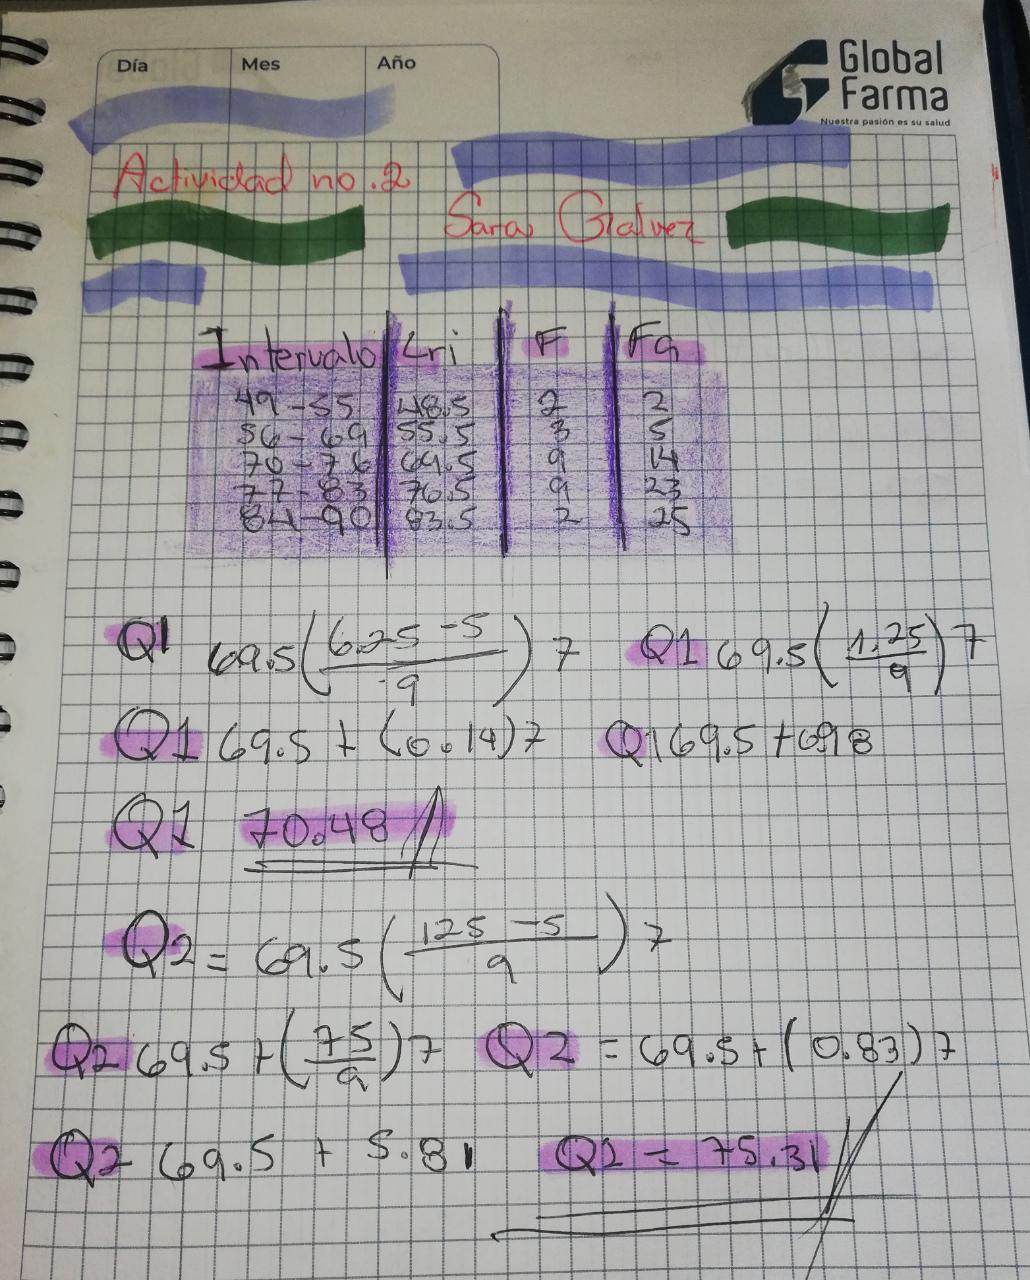 Día Mes Año
Global
Farma
Nuestra pasión es su salud
Actividad no.2
Sara Galvez
Intervalo Lri F Fa
49-55 48.5 2 2
56-69 55.5 3 5
70-76 69.5 9 14
77-83 76.5 9 23
84-90 83.5 2 25
Q1 69.5(6.25-5/9)7 Q1 69.5(1.25/9)7
Q1 69.5+(0.14)7 Q1 69.5+0.98
Q1 70.48
Q2=69.5(125-5/9)7
Q2 69.5+(75/9)7 Q2=69.5+(0.83)7
Q2 69.5+5.81 Q2=75.31